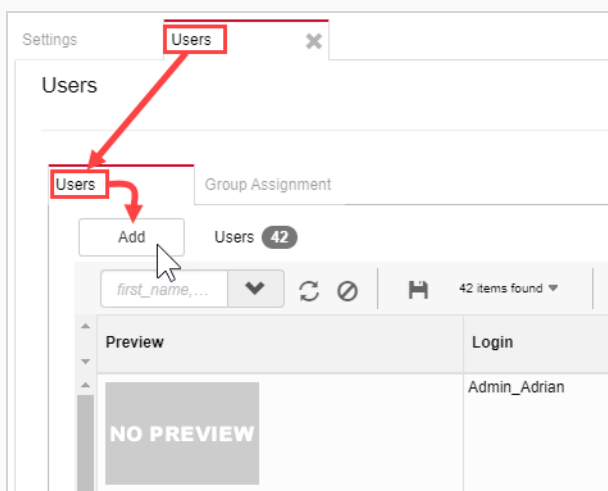 Settings
Users
Users
Users
Group Assignment
Add
Users 42
first_name,...
42 items found
Preview
Login
NO PREVIEW
Admin_Adrian